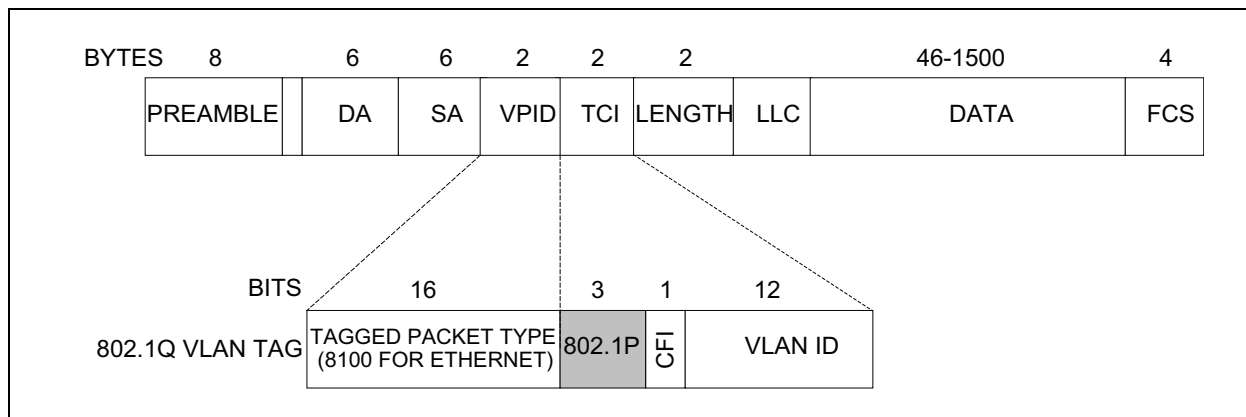 BYTES 8 6 6 2 2 2 46-1500 4
PREAMBLE DA SA VPID TCI LENGTH LLC DATA FCS
BITS 16 3 1 12
802.1Q VLAN TAG TAGGED PACKET TYPE (8100 FOR ETHERNET) 802.1P CFI VLAN ID